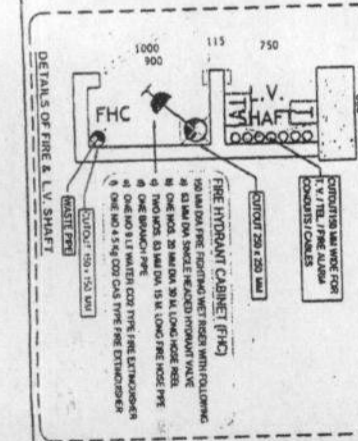 1000
900
115
750
FHC
L.V.
SHAFT
CUTOUT 250 x 250 MM
CUTOUT 150 MM WIDE FOR
T.V. / TEL. / FIRE ALARM
CONDUITS / CABLES
FIRE HYDRANT CABINET (FHC)
150 MM DIA FIRE FIGHTING WET RISER WITH FOLLOWING
a) 63 MM DIA SINGLE HEADED HYDRANT VALVE
b) ONE NOS. 20 MM DIA 30 M. LONG HOSE REEL
c) TWO NOS. 63 MM DIA 15 M. LONG FIRE HOSE PIPE
d) ONE BRANCH PIPE
e) ONE NO 9 LF WATER CO2 TYPE FIRE EXTINGUISHER
f) ONE NO 4.5 Kg CO2 GAS TYPE FIRE EXTINGUISHER
CUTOUT 150 x 150 MM
WASTE PIPE
DETAILS OF FIRE & L.V. SHAFT